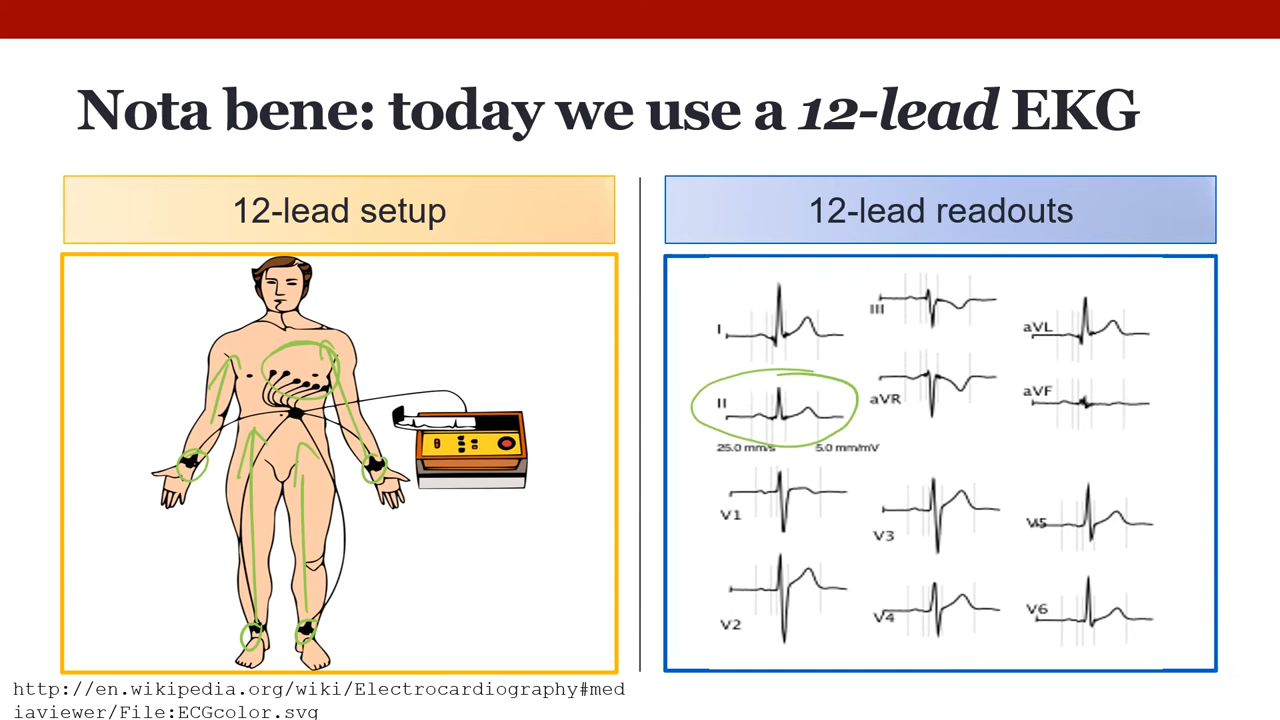 Nota bene: today we use a 12-lead EKG
12-lead setup
12-lead readouts
I
III
aVL
II
aVR
aVF
25.0 mm/s 5.0 mm/mV
V1
V3
V5
V2
V4
V6
http://en.wikipedia.org/wiki/Electrocardiography#med
iaviewer/File:ECGcolor.svg